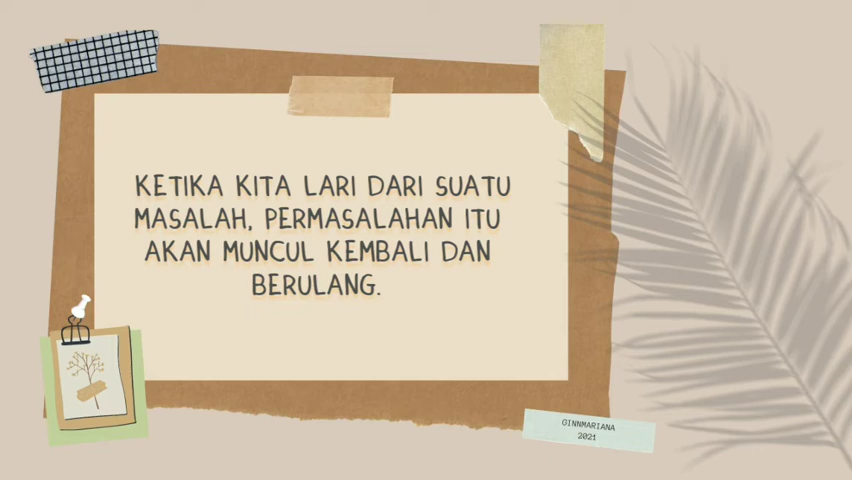 KETIKA KITA LARI DARI SUATU
MASALAH, PERMASALAHAN ITU
AKAN MUNCUL KEMBALI DAN
BERULANG.
GINNMARIANA
2021